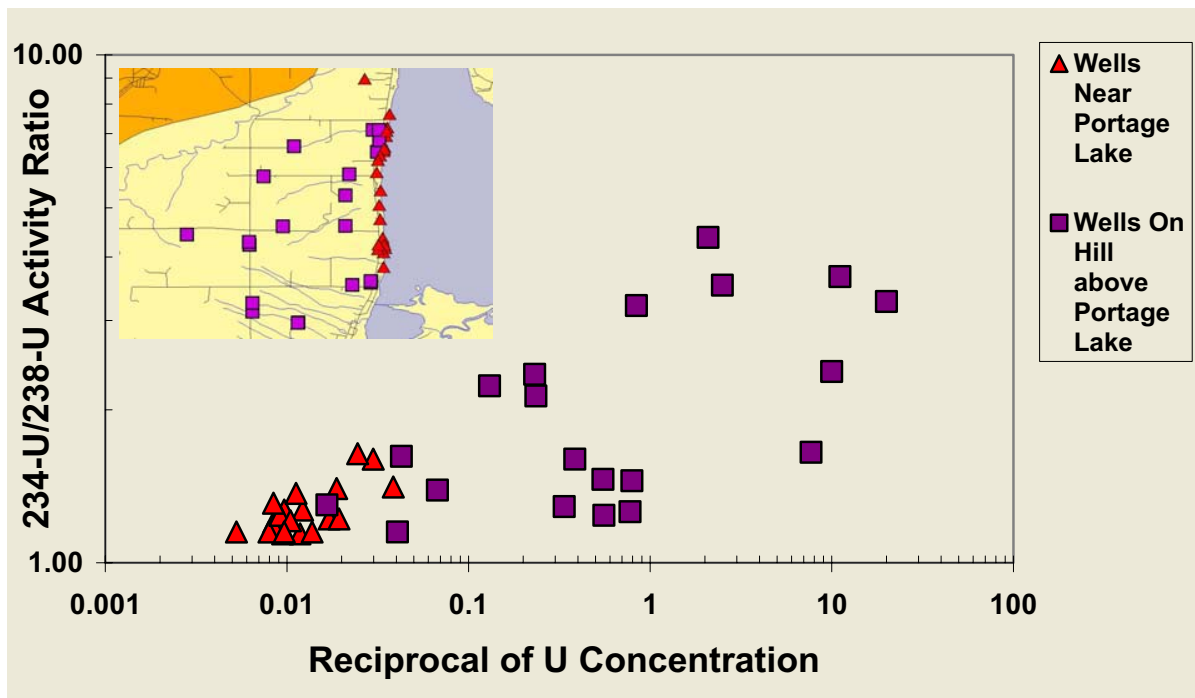 10.00
1.00
234-U/238-U Activity Ratio
0.001
0.01
0.1
1
10
100
Reciprocal of U Concentration
Wells
Near
Portage
Lake
Wells On
Hill
above
Portage
Lake